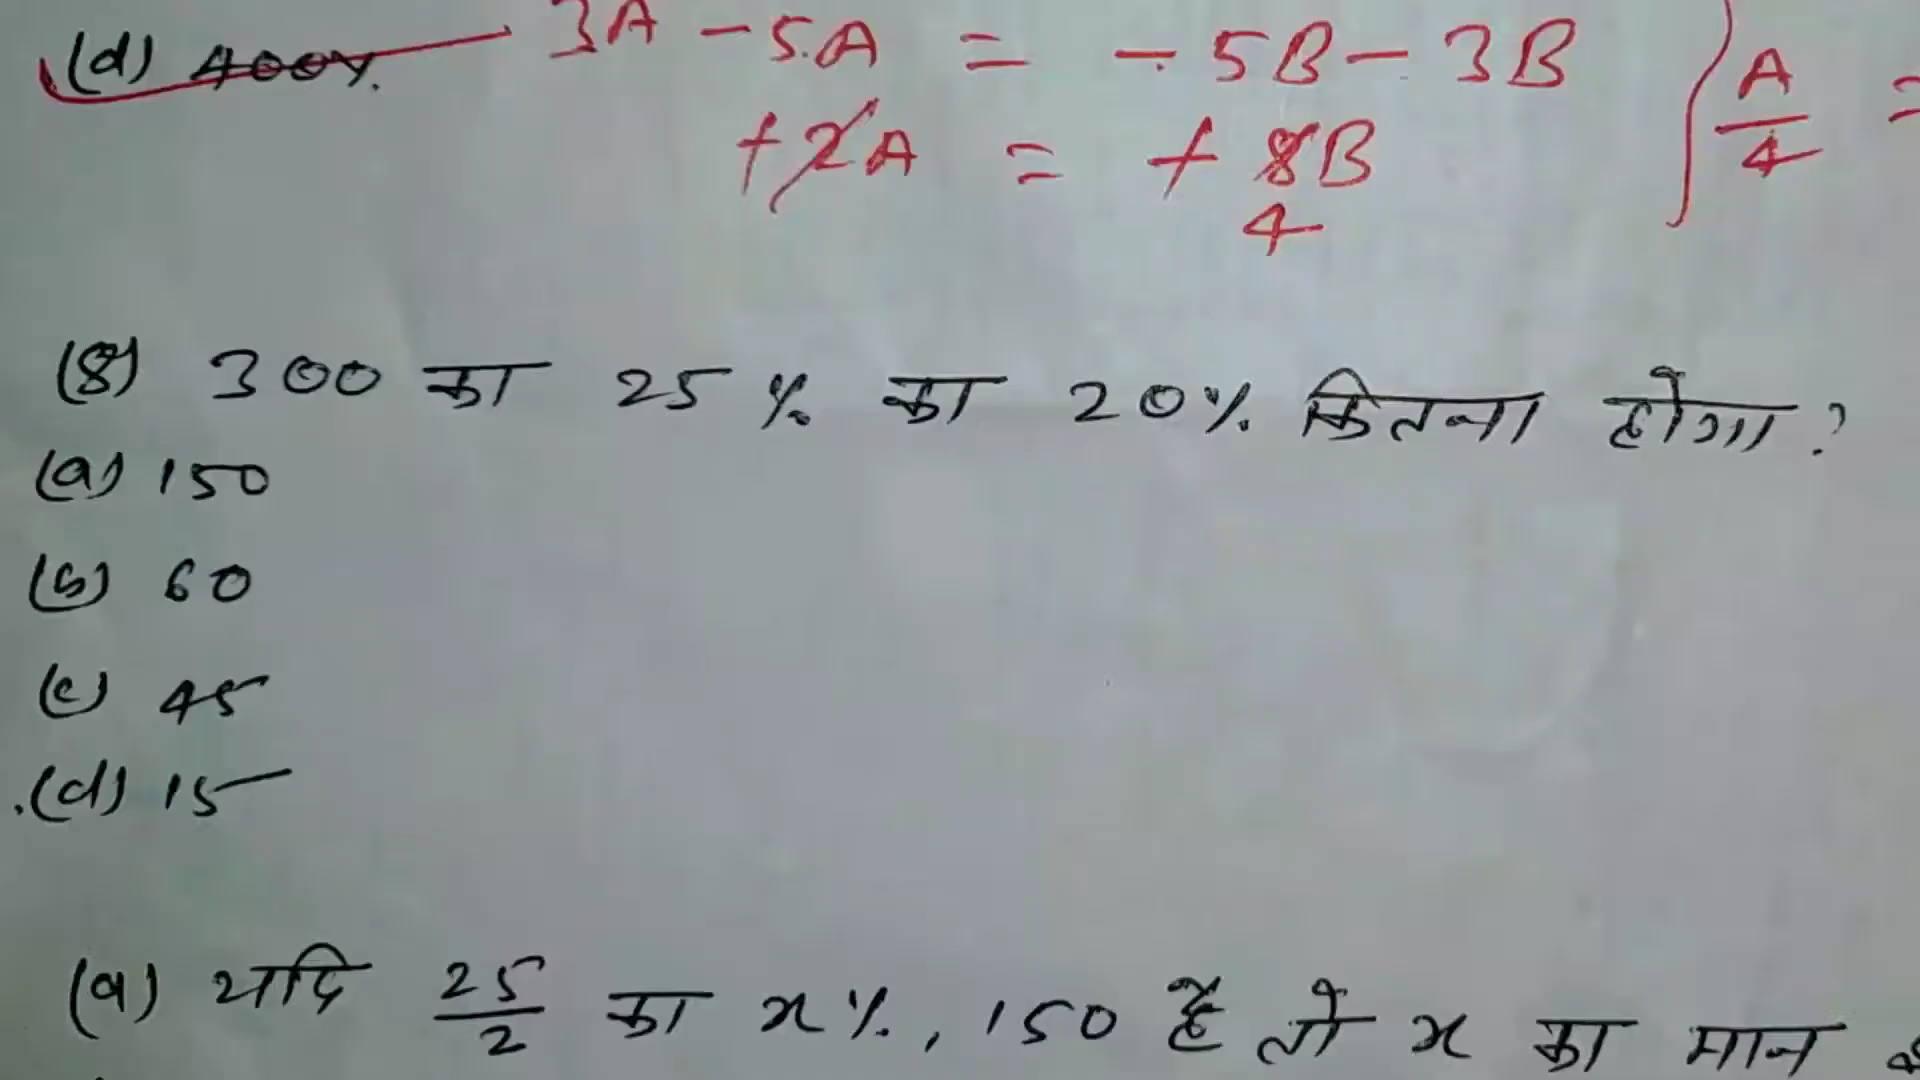 (d) 400% 3A - 5A = - 5B - 3B
+2A = + 8B
4
A/4 =
(8) 300 का 25% का 20% कितना होगा?
(a) 150
(b) 60
(c) 45
(d) 15
(9) यदि 25/2 का x%, 150 है तो x का मान